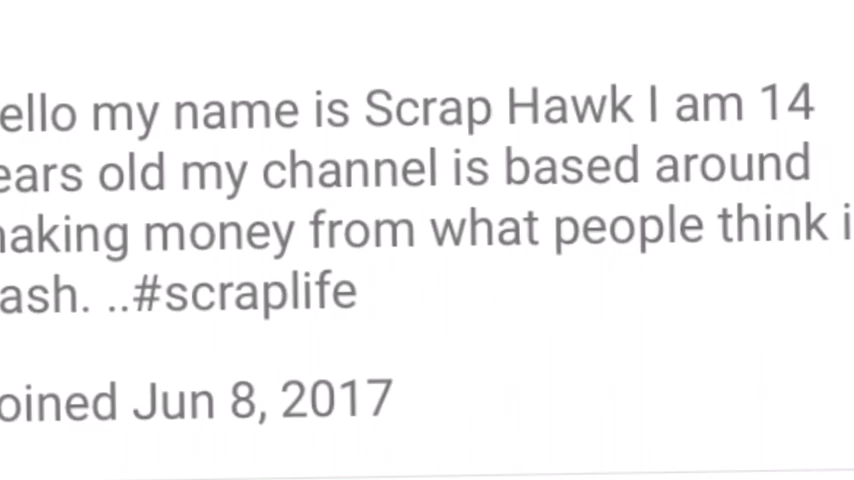 ello my name is Scrap Hawk I am 14
ears old my channel is based around
aking money from what people think i
ash. ..#scraplife
oined Jun 8, 2017